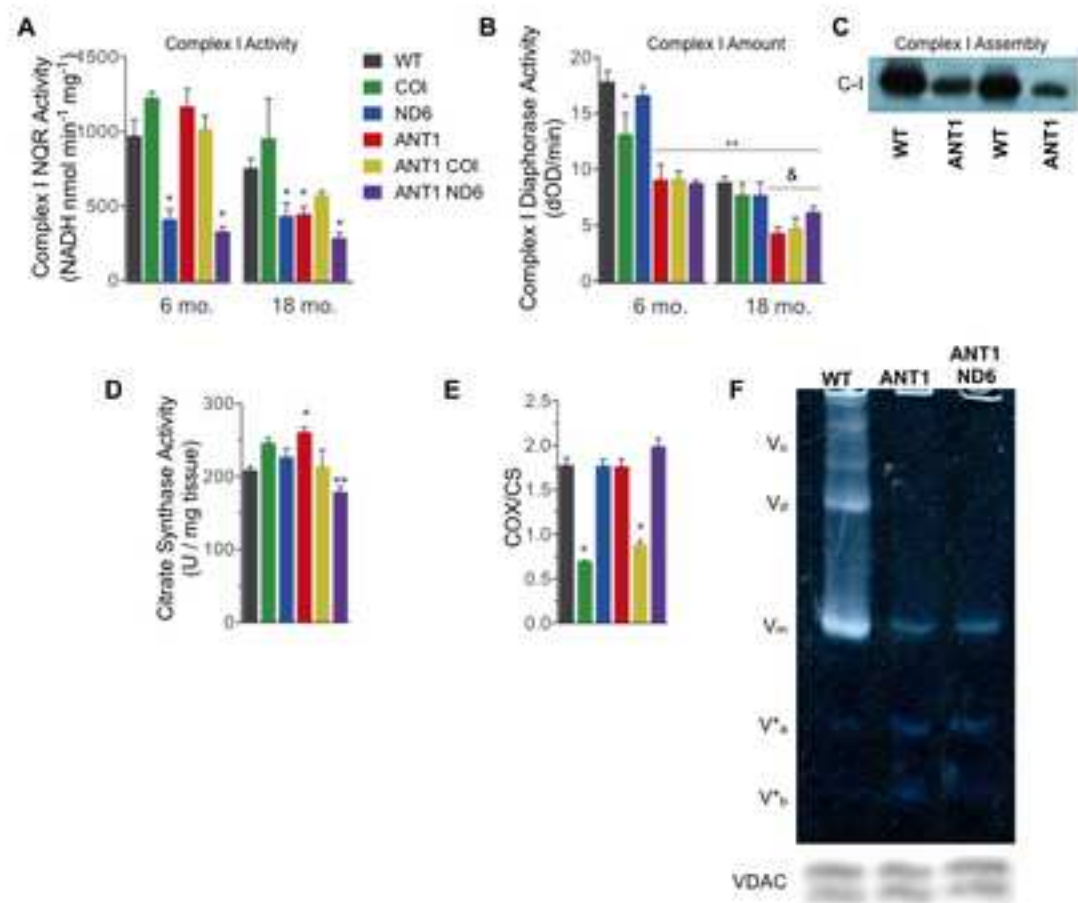 A
Complex I Activity
Complex I NQR Activity
(NADH nmol min⁻¹ mg⁻¹)
1500
1000
500
0
*
*
*
*
*
6 mo.
18 mo.
WT
COI
ND6
ANT1
ANT1 COI
ANT1 ND6
B
Complex I Amount
Complex I Diaphorase Activity
(dOD/min)
20
15
10
5
0
*
**
&
6 mo.
18 mo.
C
Complex I Assembly
C-I
WT
ANT1
WT
ANT1
D
Citrate Synthase Activity
(U / mg tissue)
300
200
100
0
*
**
E
COX/CS
2.5
2.0
1.5
1.0
0.5
0.0
*
*
F
WT
ANT1
ANT1
ND6
Vₘ
V*ₐ
V*b
VDAC